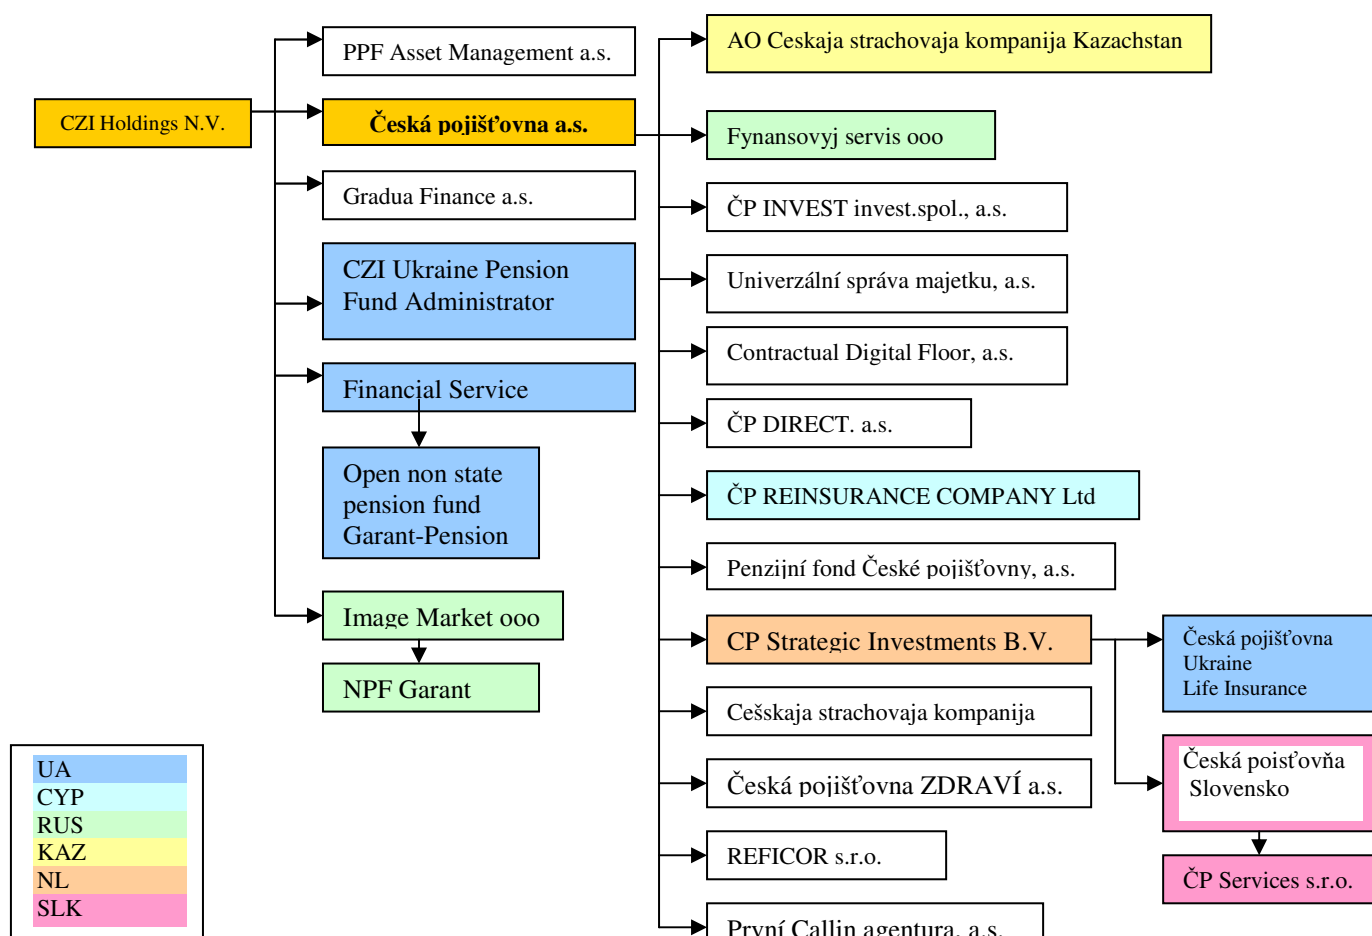 CZI Holdings N.V.
PPF Asset Management a.s.
Česká pojišťovna a.s.
Gradua Finance a.s.
CZI Ukraine Pension
Fund Administrator
Financial Service
Open non state
pension fund
Garant-Pension
Image Market ooo
NPF Garant
AO Ceskaja strachovaja kompanija Kazachstan
Fynansovyj servis ooo
ČP INVEST invest.spol., a.s.
Univerzální správa majetku, a.s.
Contractual Digital Floor, a.s.
ČP DIRECT. a.s.
ČP REINSURANCE COMPANY Ltd
Penzijní fond České pojišťovny, a.s.
CP Strategic Investments B.V.
Cešskaja strachovaja kompanija
Česká pojišťovna ZDRAVÍ a.s.
REFICOR s.r.o.
První Callin agentura, a.s.
Česká pojišťovna
Ukraine
Life Insurance
Česká poisťovňa
Slovensko
ČP Services s.r.o.
UA
CYP
RUS
KAZ
NL
SLK